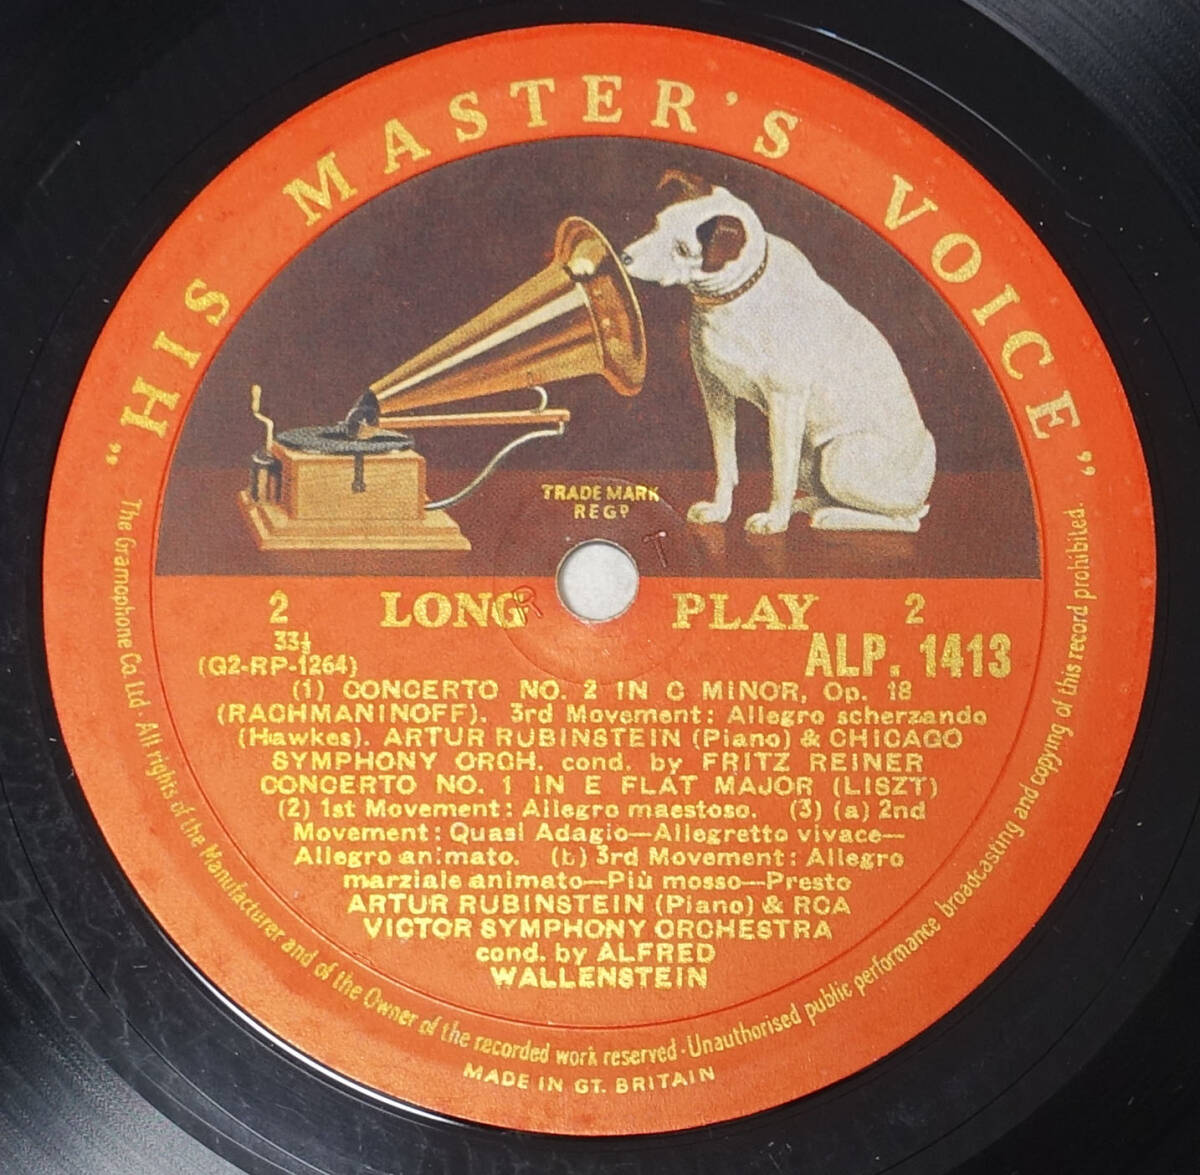 "HIS MASTER'S VOICE"
TRADE MARK
REGD
R T
2 LONG PLAY 2
33⅓
(G2-RP-1264)
ALP. 1413
(1) CONCERTO NO. 2 IN C MINOR, Op. 18
(RACHMANINOFF). 3rd Movement: Allegro scherzando
(Hawkes). ARTUR RUBINSTEIN (Piano) & CHICAGO
SYMPHONY ORCH. cond. by FRITZ REINER
CONCERTO NO. 1 IN E FLAT MAJOR (LISZT)
(2) 1st Movement: Allegro maestoso. (3) (a) 2nd
Movement: Quasi Adagio—Allegretto vivace—
Allegro animato. (b) 3rd Movement: Allegro
marziale animato—Più mosso—Presto
ARTUR RUBINSTEIN (Piano) & RCA
VICTOR SYMPHONY ORCHESTRA
cond. by ALFRED
WALLENSTEIN
The Gramophone Co. Ltd. · All rights of the Manufacturer and of the Owner of the recorded work reserved · Unauthorised public performance broadcasting and copying of this record prohibited.
MADE IN GT. BRITAIN